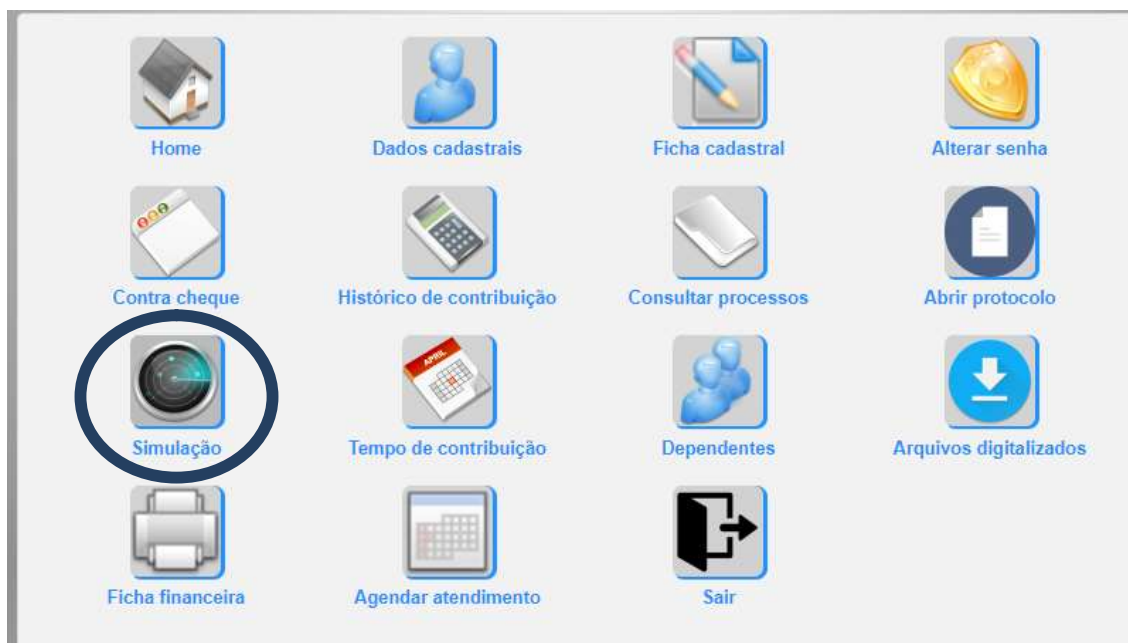 Home
Dados cadastrais
Ficha cadastral
Alterar senha
Contra cheque
Histórico de contribuição
Consultar processos
Abrir protocolo
APRIL
Simulação
Tempo de contribuição
Dependentes
Arquivos digitalizados
Ficha financeira
Agendar atendimento
Sair